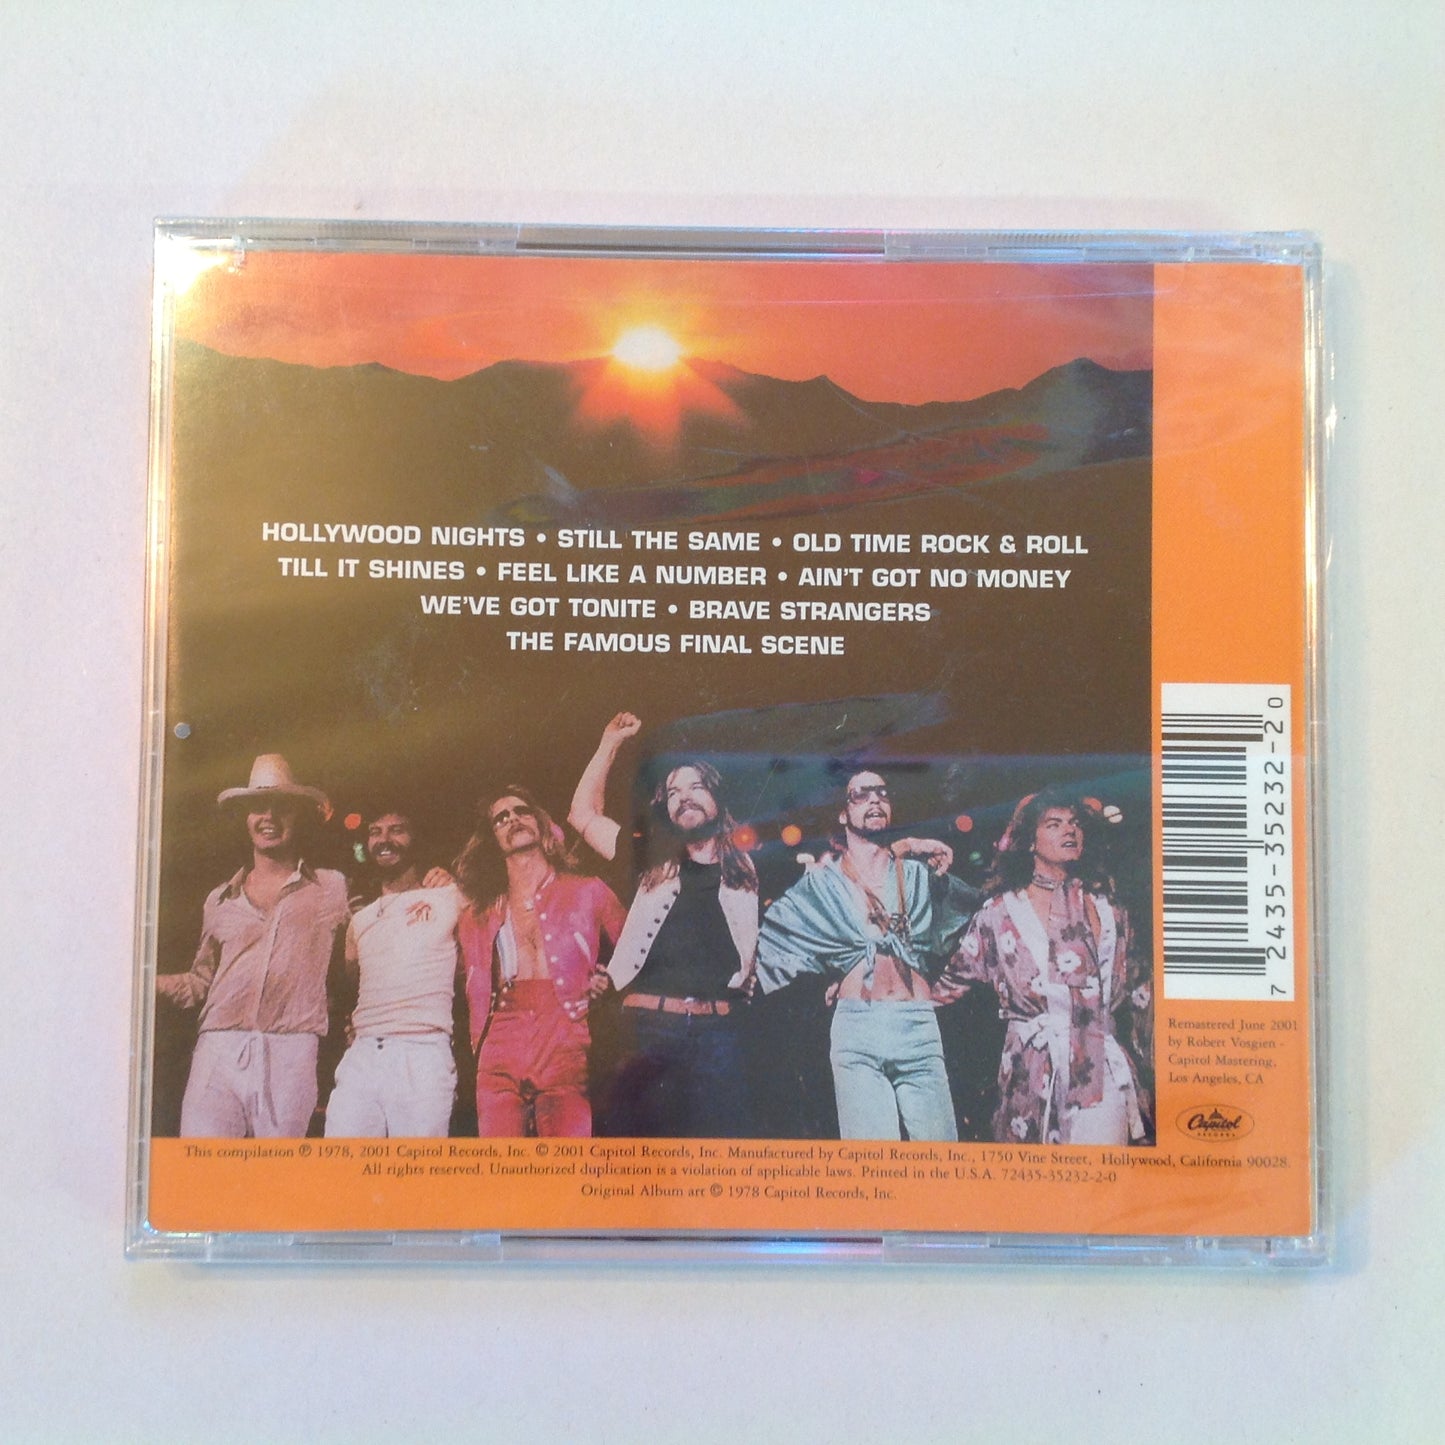 HOLLYWOOD NIGHTS • STILL THE SAME • OLD TIME ROCK & ROLL
TILL IT SHINES • FEEL LIKE A NUMBER • AIN'T GOT NO MONEY
WE'VE GOT TONITE • BRAVE STRANGERS
THE FAMOUS FINAL SCENE
7 2435-35232-2 0
Remastered June 2001
by Robert Vosgien -
Capitol Mastering,
Los Angeles, CA
Capitol
RECORDS
This compilation ℗ 1978, 2001 Capitol Records, Inc. © 2001 Capitol Records, Inc. Manufactured by Capitol Records, Inc., 1750 Vine Street, Hollywood, California 90028.
All rights reserved. Unauthorized duplication is a violation of applicable laws. Printed in the U.S.A. 72435-35232-2-0
Original Album art © 1978 Capitol Records, Inc.